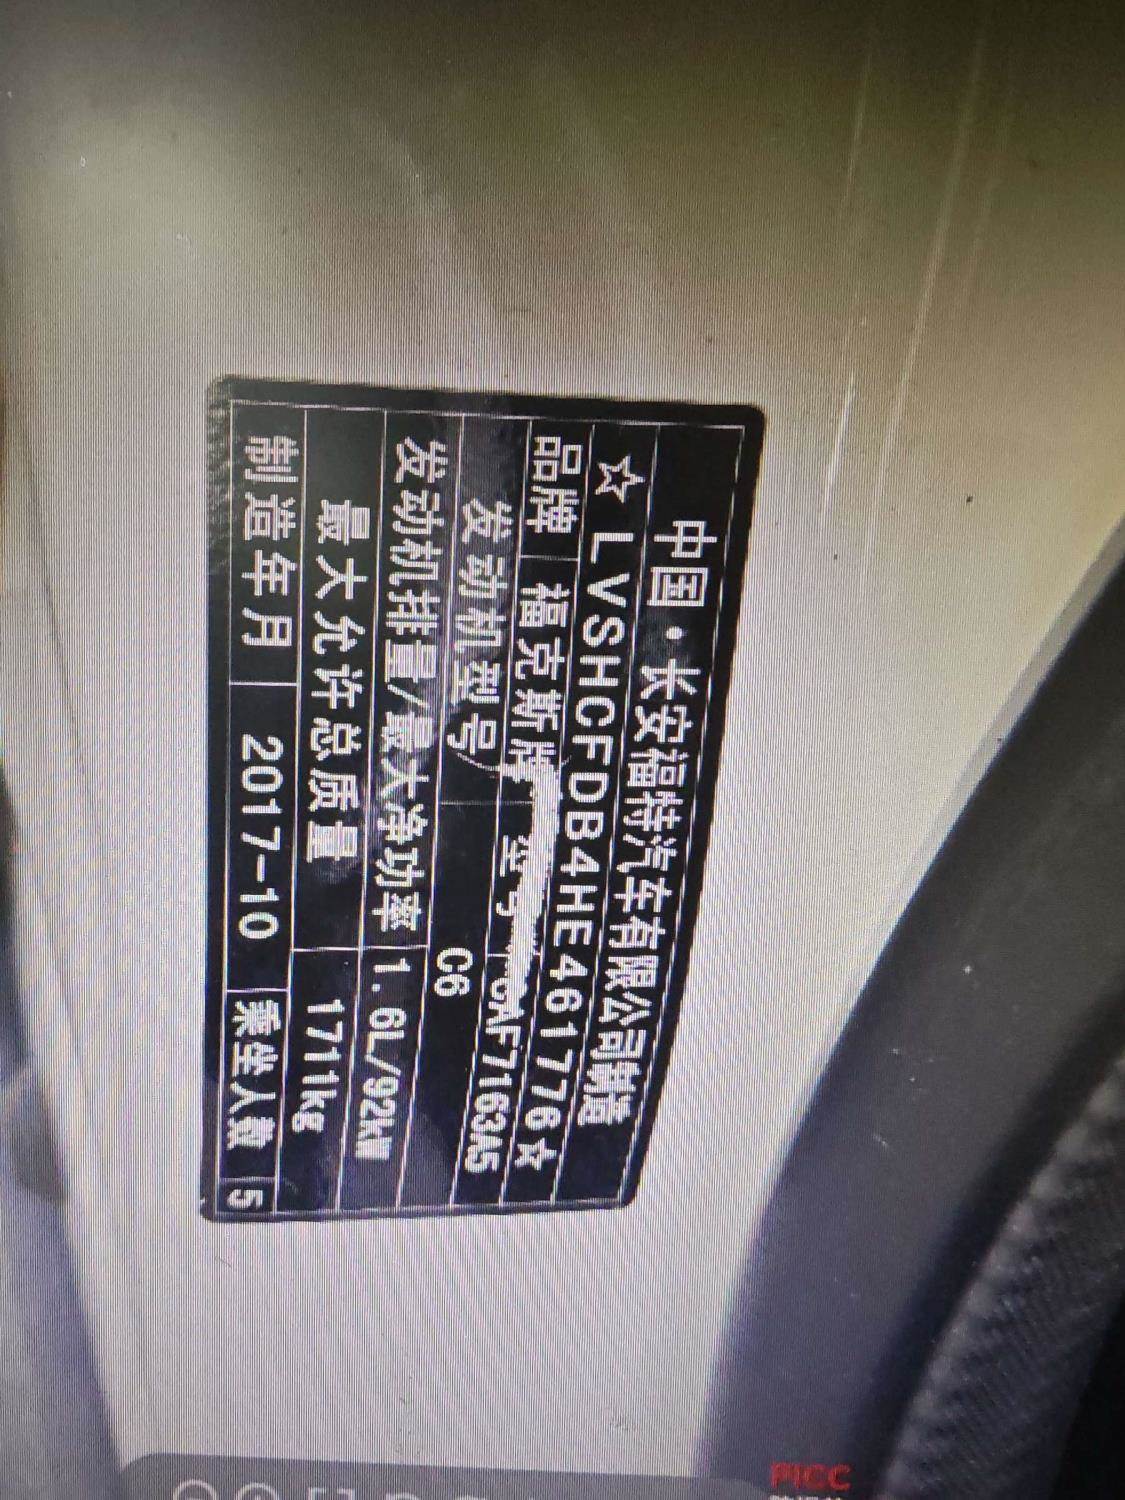 中国·长安福特汽车有限公司制造
☆LVSHCFDB4HE461776☆
品牌 福克斯牌 型号 CAF7163A5
发动机型号 C6
发动机排量/最大净功率 1.6L/92kW
最大允许总质量 1711kg
制造年月 2017-10 乘坐人数 5
PICC